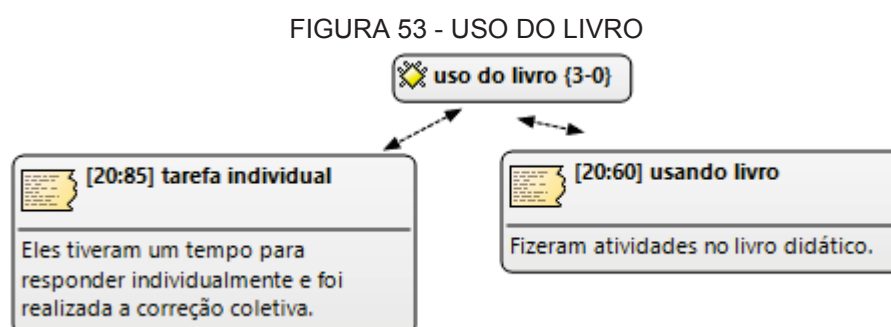 FIGURA 53 - USO DO LIVRO
uso do livro {3-0}
[20:85] tarefa individual
Eles tiveram um tempo para
responder individualmente e foi
realizada a correção coletiva.
[20:60] usando livro
Fizeram atividades no livro didático.